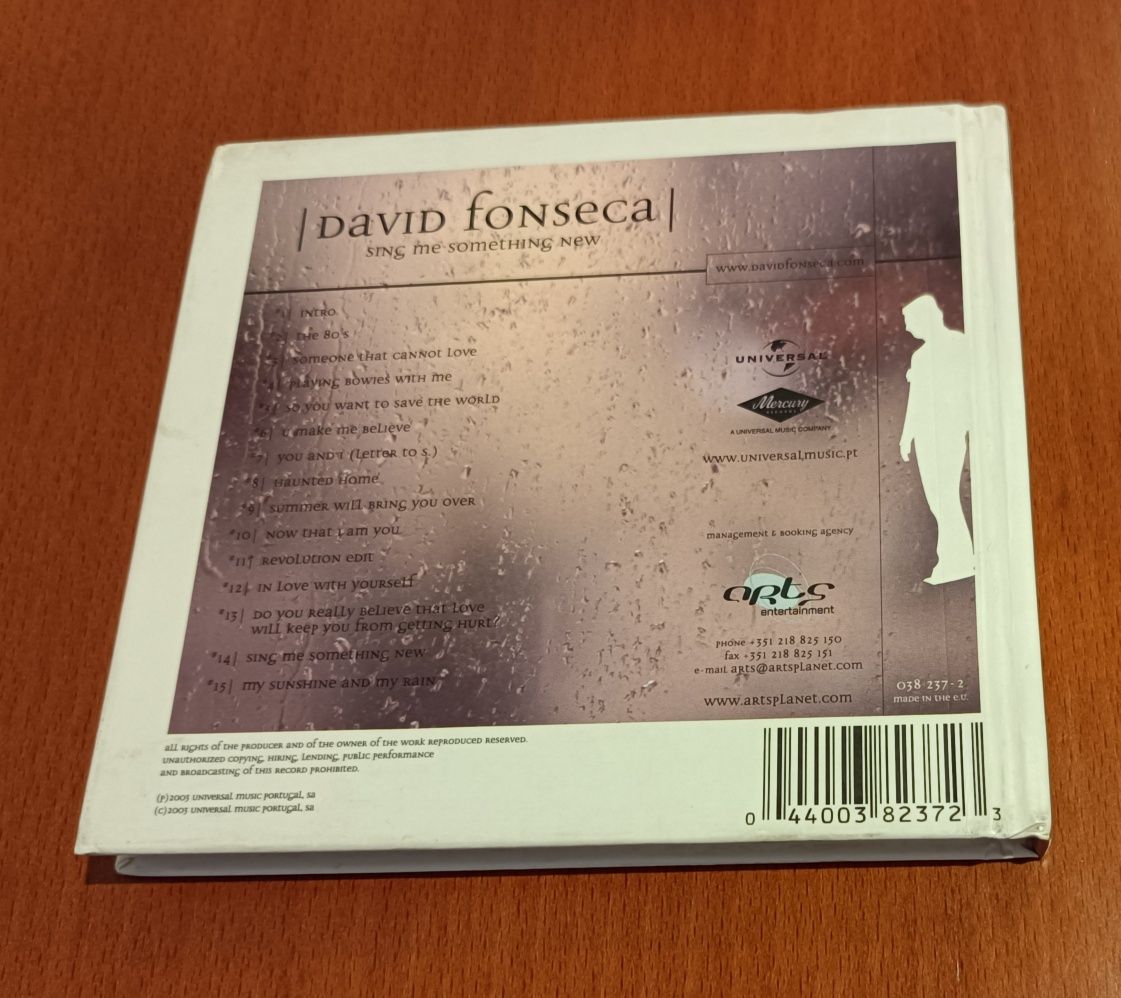 |David Fonseca|
Sing me something new
www.davidfonseca.com
#1| Intro
#2| The 80's
#3| Someone that cannot love
#4| Playing bowies with me
#5| So you want to save the world
#6| U make me believe
#7| You and I (letter to S.)
#8| Haunted home
#9| Summer will bring you over
#10| Now that I am you
#11| Revolution edit
#12| In love with yourself
#13| Do you really believe that love
will keep you from getting hurt?
#14| Sing me something new
#15| My sunshine and my rain
UNIVERSAL
Mercury
RECORDS
A UNIVERSAL MUSIC COMPANY
www.universalmusic.pt
management & booking agency
arts
entertainment
phone +351 218 825 150
fax +351 218 825 151
e-mail arts@artsplanet.com
www.artsplanet.com
038 237-2
made in the e.u.
all rights of the producer and of the owner of the work reproduced reserved.
unauthorized copying, hiring, lending, public performance
and broadcasting of this record prohibited.
(p)2003 universal music portugal, sa
(c)2003 universal music portugal, sa
0 44003 82372 3